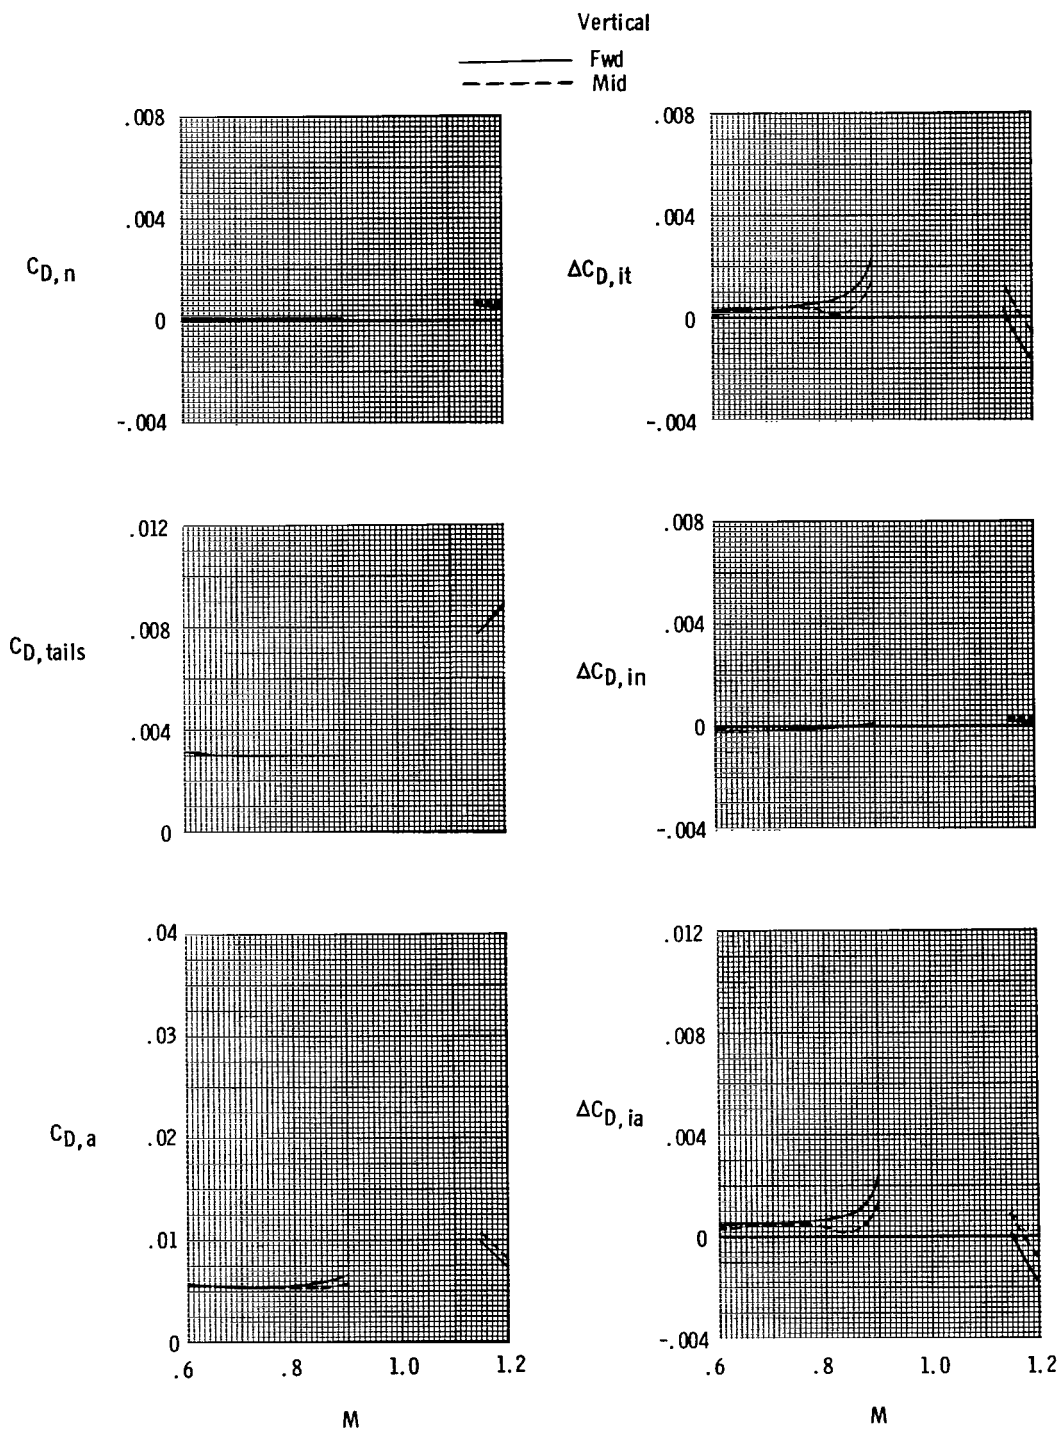 Vertical
Fwd
Mid
.008
.004
C_D,n
0
-.004
.008
.004
ΔC_D,it
0
-.004
.012
.008
C_D,tails
.004
0
.008
.004
ΔC_D,in
0
-.004
.04
.03
C_D,a
.02
.01
0
.6 .8 1.0 1.2
M
.012
.008
ΔC_D,ia
.004
0
-.004
.6 .8 1.0 1.2
M